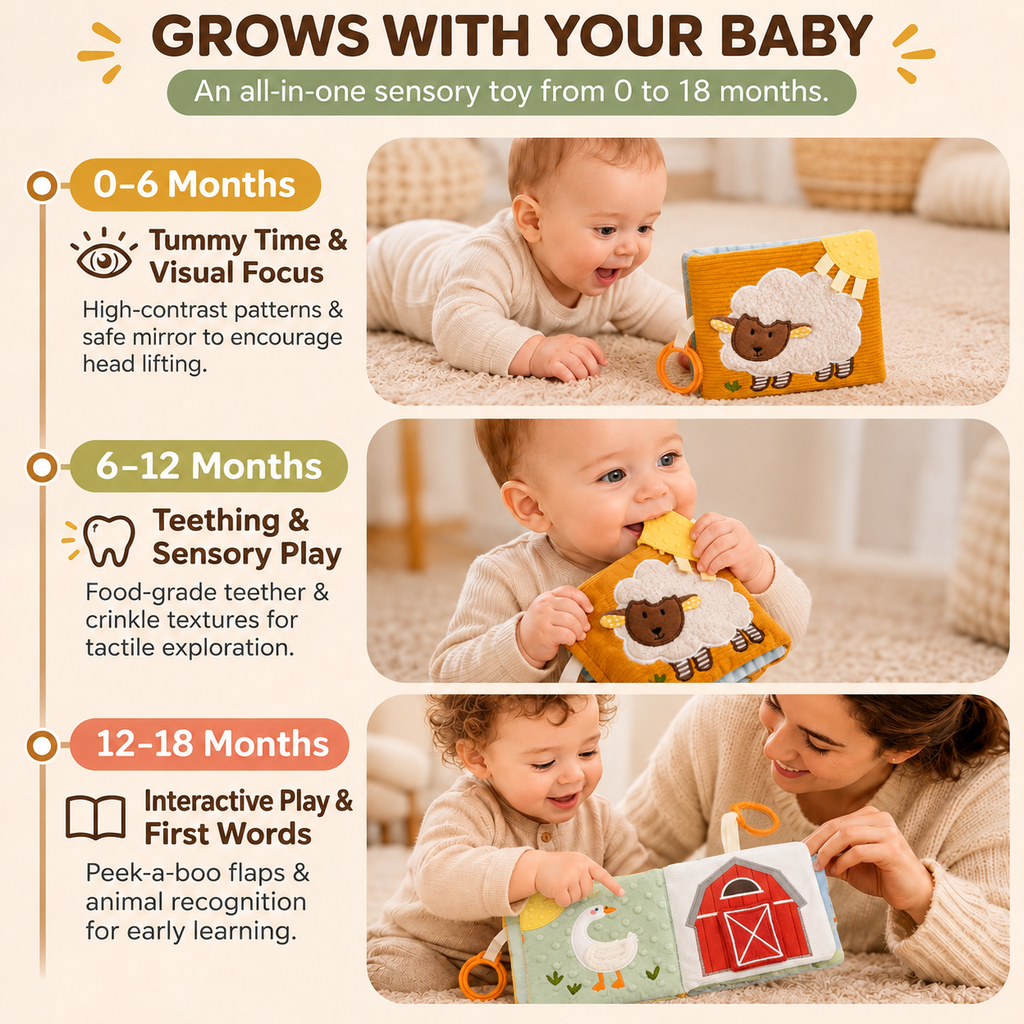 GROWS WITH YOUR BABY
An all-in-one sensory toy from 0 to 18 months.
0–6 Months
Tummy Time &
Visual Focus
High-contrast patterns &
safe mirror to encourage
head lifting.
6–12 Months
Teething &
Sensory Play
Food-grade teether &
crinkle textures for
tactile exploration.
12–18 Months
Interactive Play &
First Words
Peek-a-boo flaps &
animal recognition
for early learning.